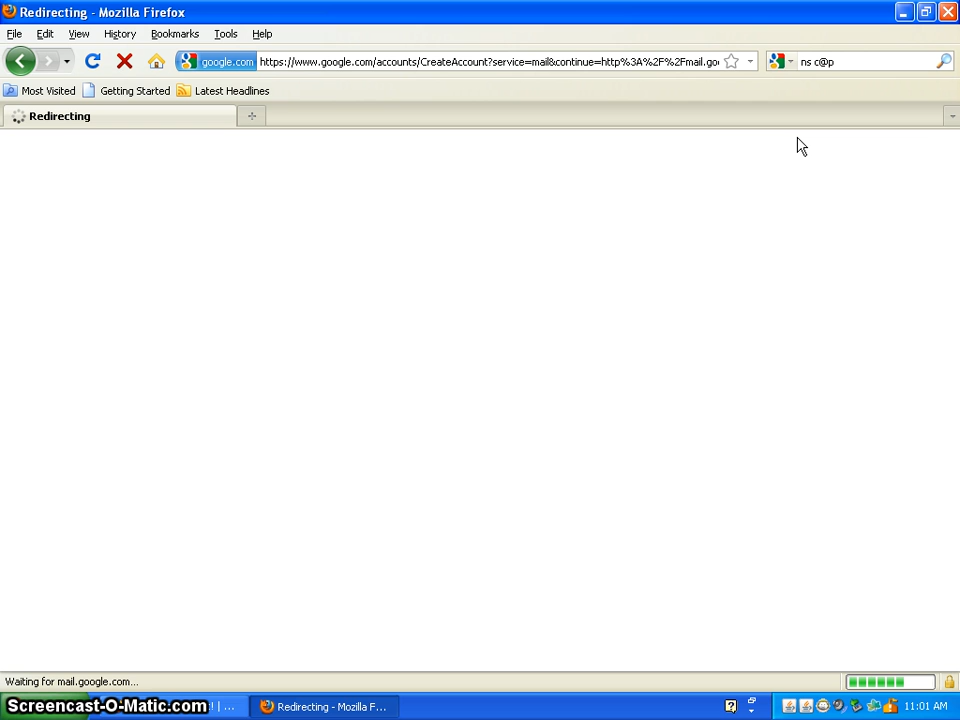 Redirecting - Mozilla Firefox
File Edit View History Bookmarks Tools Help
google.com https://www.google.com/accounts/CreateAccount?service=mail&continue=http%3A%2F%2Fmail.go ns c@p
Most Visited Getting Started Latest Headlines
Redirecting
Waiting for mail.google.com...
Screencast-O-Matic.com !! | ... Redirecting - Mozilla F... 11:01 AM